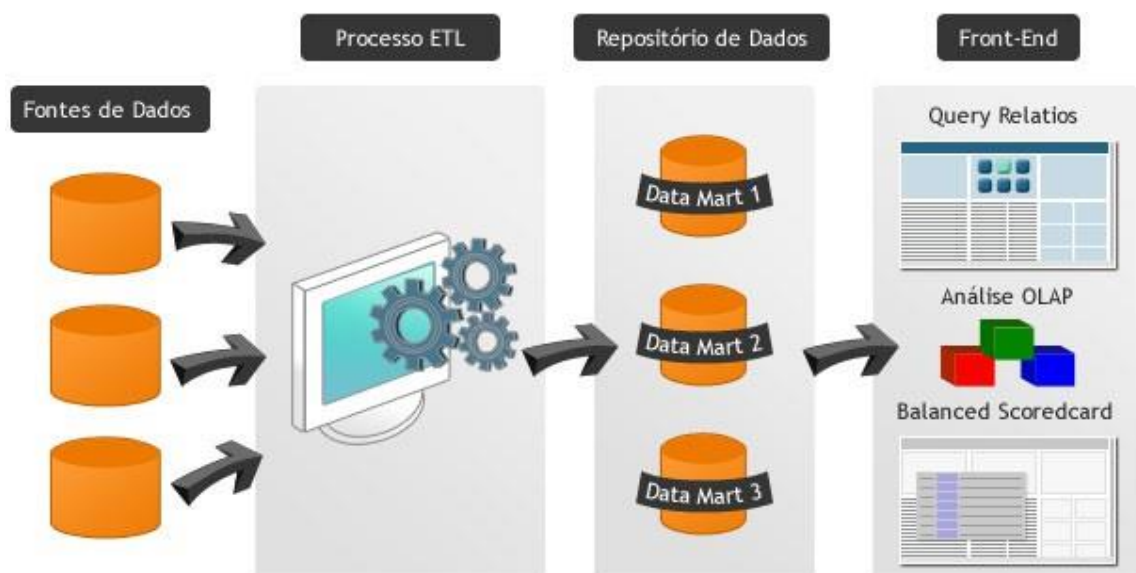 Processo ETL
Repositório de Dados
Front-End
Fontes de Dados
Query Relatios
Data Mart 1
Análise OLAP
Data Mart 2
Balanced Scoredcard
Data Mart 3